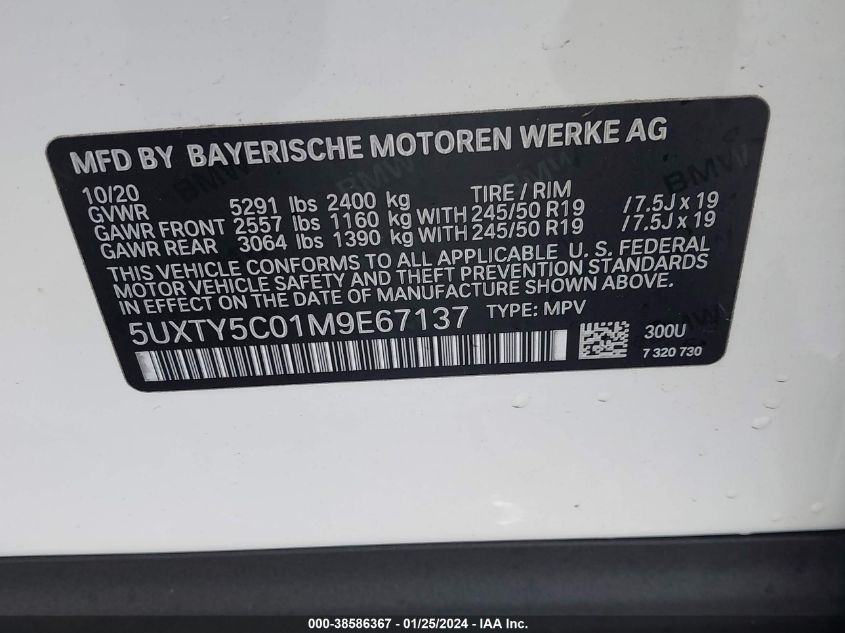 MFD BY BAYERISCHE MOTOREN WERKE AG
10/20 TIRE / RIM
GVWR 5291 lbs 2400 kg
GAWR FRONT 2557 lbs 1160 kg WITH 245/50 R19 /7.5J x 19
GAWR REAR 3064 lbs 1390 kg WITH 245/50 R19 /7.5J x 19
THIS VEHICLE CONFORMS TO ALL APPLICABLE U. S. FEDERAL
MOTOR VEHICLE SAFETY AND THEFT PREVENTION STANDARDS
IN EFFECT ON THE DATE OF MANUFACTURE SHOWN ABOVE.
5UXTY5C01M9E67137 TYPE: MPV
300U
7 320 730
000-38586367 - 01/25/2024 - IAA Inc.